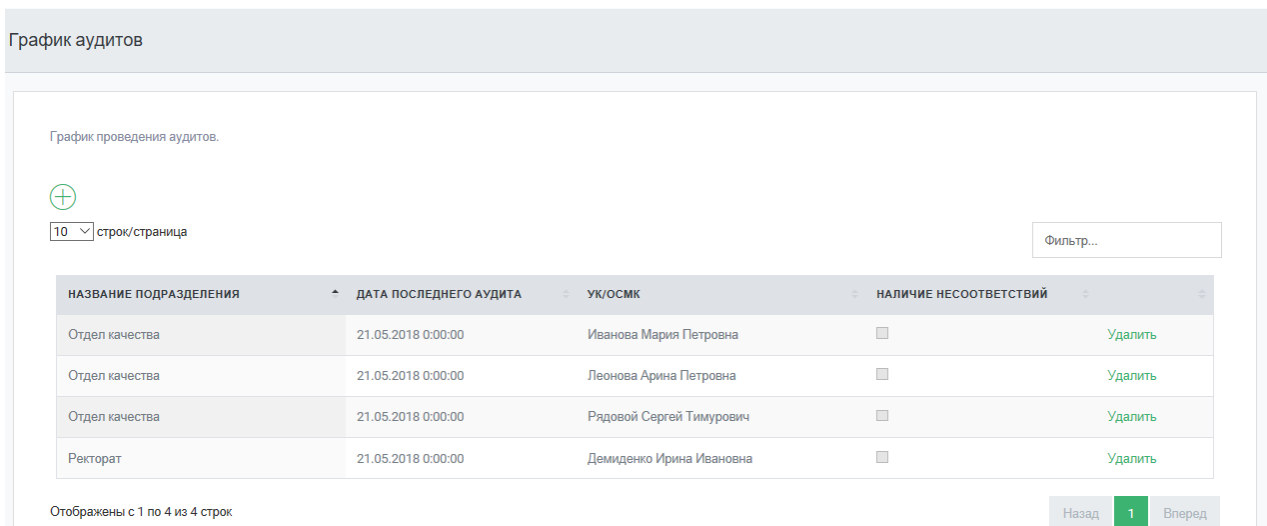 График аудитов
График проведения аудитов.
10 строк/страница
Фильтр...
НАЗВАНИЕ ПОДРАЗДЕЛЕНИЯ ДАТА ПОСЛЕДНЕГО АУДИТА УК/ОСМК НАЛИЧИЕ НЕСООТВЕТСТВИЙ
Отдел качества 21.05.2018 0:00:00 Иванова Мария Петровна Удалить
Отдел качества 21.05.2018 0:00:00 Леонова Арина Петровна Удалить
Отдел качества 21.05.2018 0:00:00 Рядовой Сергей Тимурович Удалить
Ректорат 21.05.2018 0:00:00 Демиденко Ирина Ивановна Удалить
Отображены с 1 по 4 из 4 строк Назад 1 Вперед